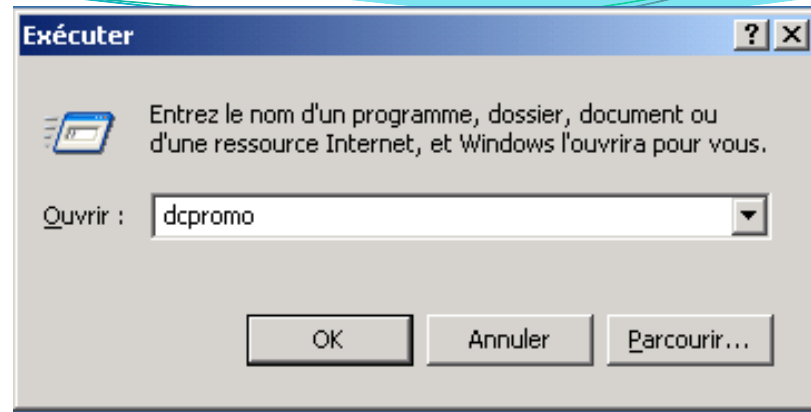 Exécuter
Entrez le nom d'un programme, dossier, document ou
d'une ressource Internet, et Windows l'ouvrira pour vous.
Ouvrir : dcpromo
OK Annuler Parcourir...